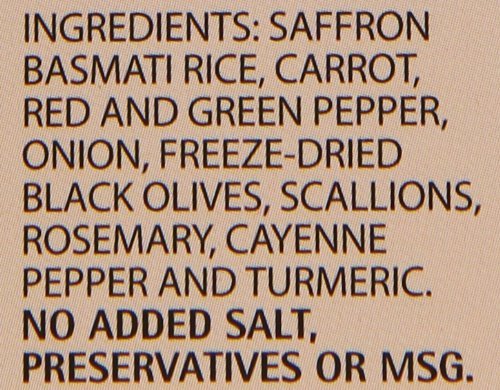 INGREDIENTS: SAFFRON
BASMATI RICE, CARROT,
RED AND GREEN PEPPER,
ONION, FREEZE-DRIED
BLACK OLIVES, SCALLIONS,
ROSEMARY, CAYENNE
PEPPER AND TURMERIC.
NO ADDED SALT,
PRESERVATIVES OR MSG.